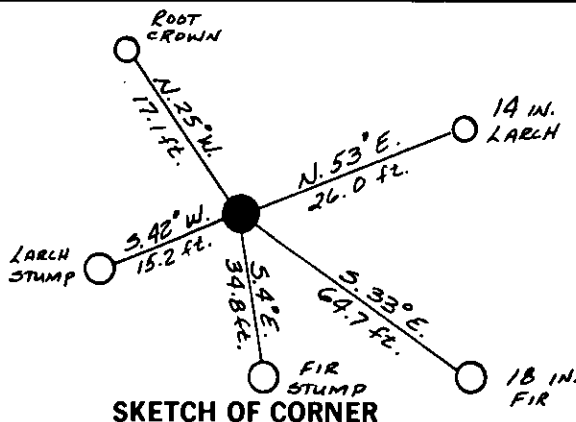 ROOT
CROWN
N. 25° W.
17.1 ft.
14 IN.
LARCH
N. 53° E.
26.0 ft.
S. 42° W.
15.2 ft.
LARCH
STUMP
S. 4° E.
34.8 ft.
S. 33° E.
64.7 ft.
FIR
STUMP
18 IN.
FIR
SKETCH OF CORNER